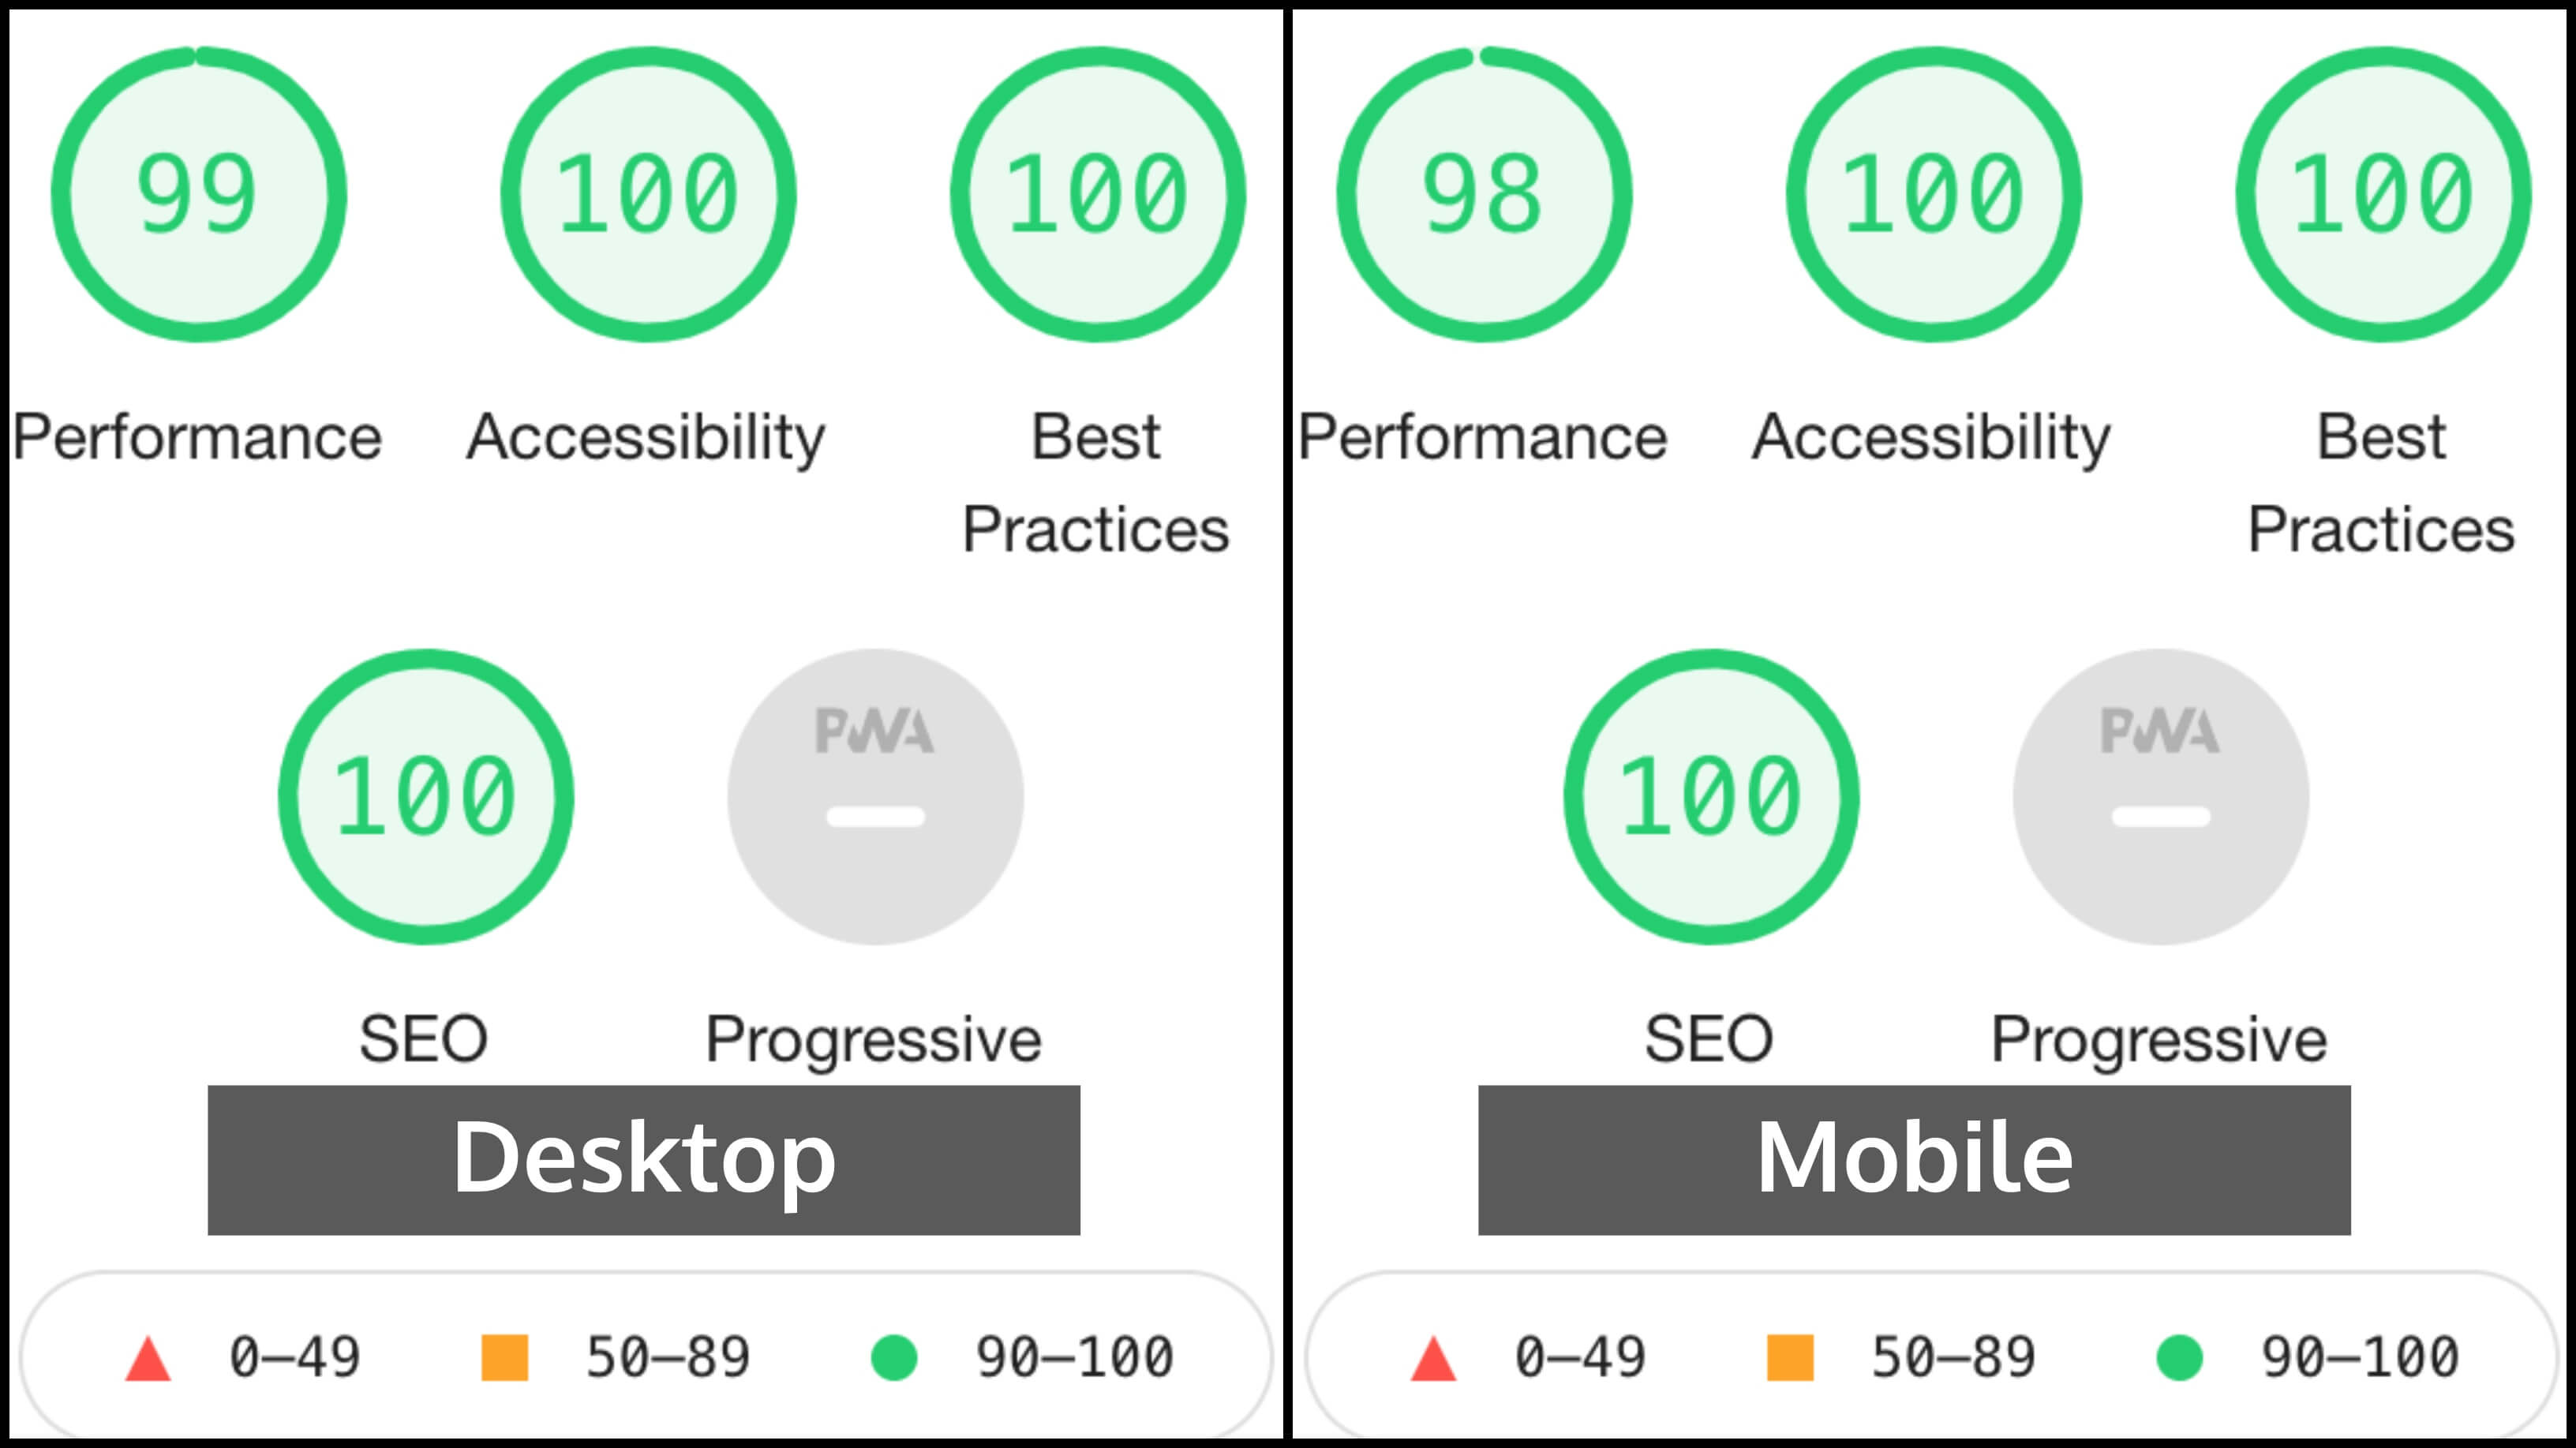 99 100 100
Performance Accessibility Best
Practices
100 PWA
SEO Progressive
Desktop
0–49 50–89 90–100
98 100 100
Performance Accessibility Best
Practices
100 PWA
SEO Progressive
Mobile
0–49 50–89 90–100